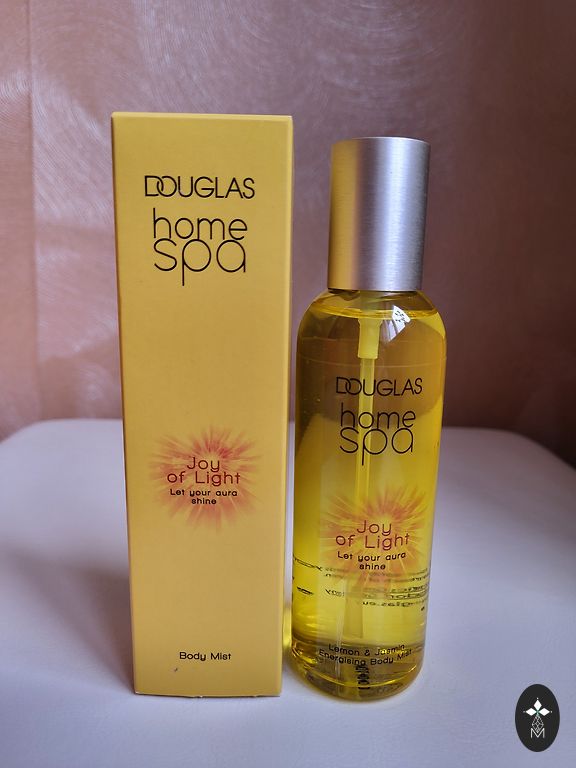 DOUGLAS
home
spa
Joy
of Light
Let your aura
shine
Body Mist
DOUGLAS
home
spa
Joy
of Light
Let your aura
shine
Lemon & Jasmin
Energising Body Mist
M